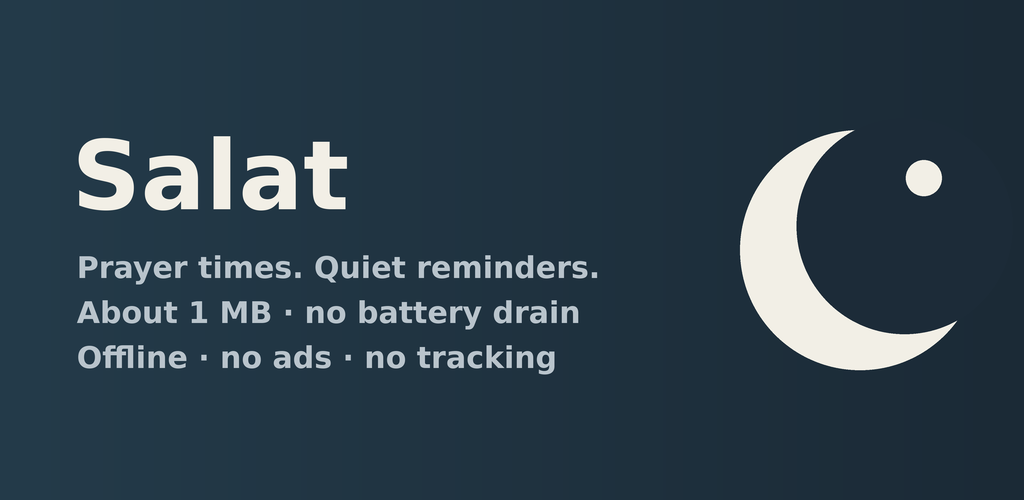 Salat
Prayer times. Quiet reminders.
About 1 MB · no battery drain
Offline · no ads · no tracking